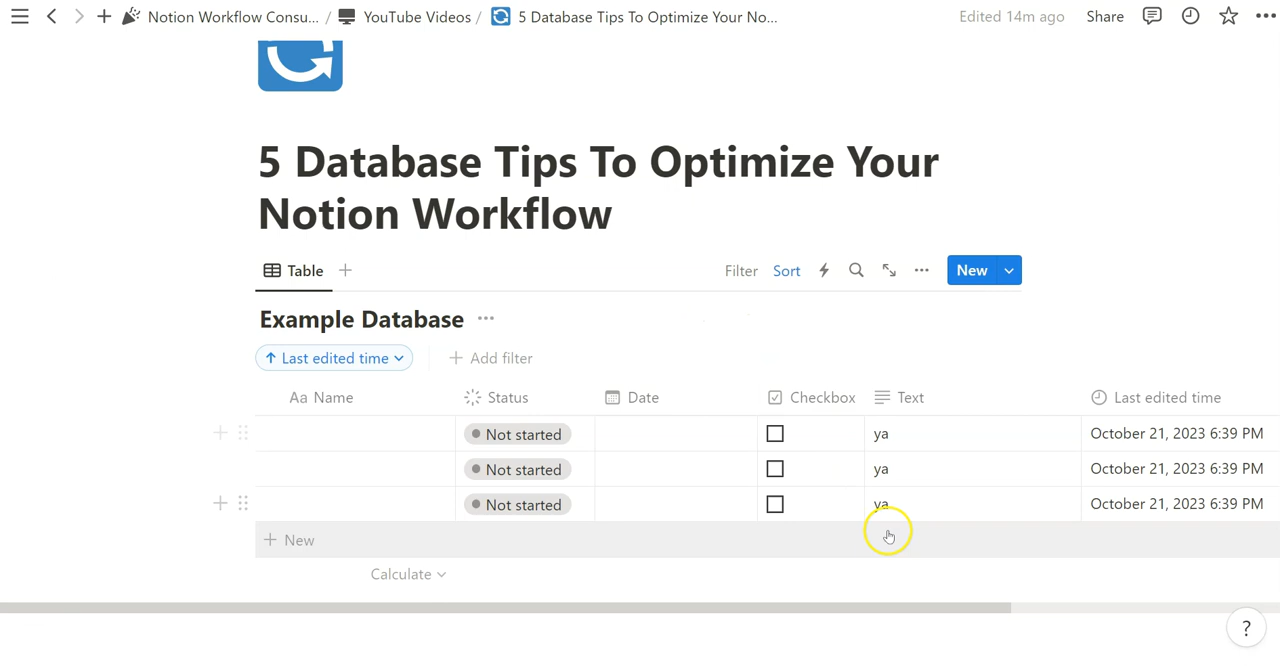 Notion Workflow Consu... / YouTube Videos / 5 Database Tips To Optimize Your No... Edited 14m ago Share
5 Database Tips To Optimize Your
Notion Workflow
Table Filter Sort New
Example Database
Last edited time Add filter
Aa Name Status Date Checkbox Text Last edited time
Not started ya October 21, 2023 6:39 PM
Not started ya October 21, 2023 6:39 PM
Not started ya October 21, 2023 6:39 PM
New
Calculate
?